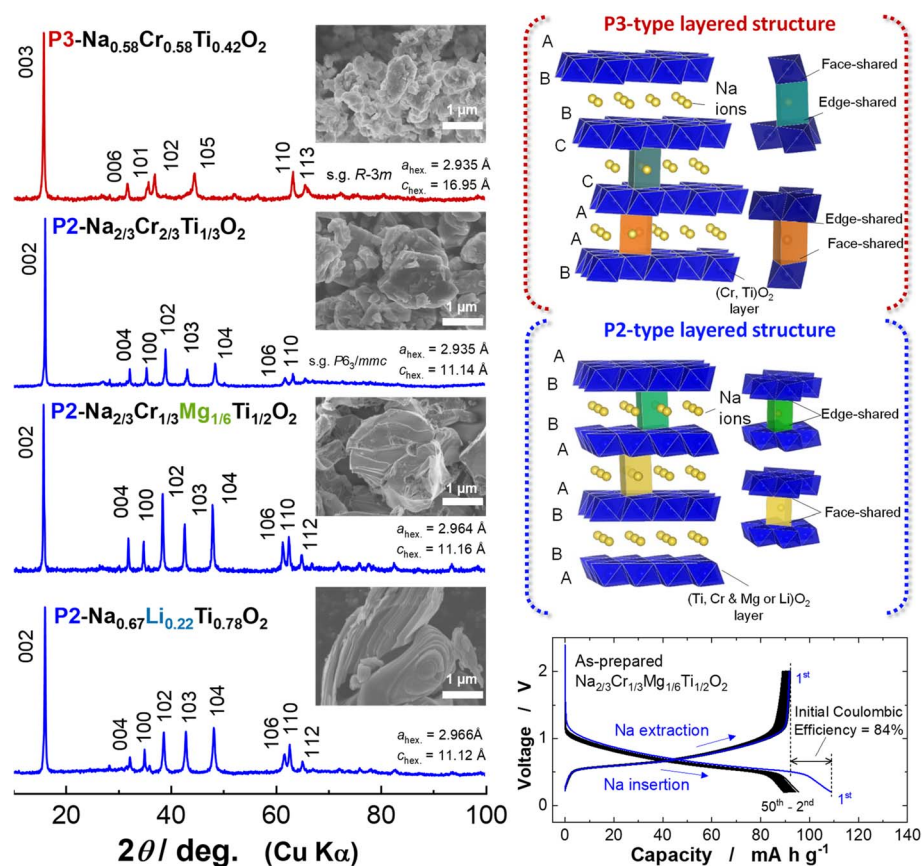 P3-Na0.58Cr0.58Ti0.42O2
003
006
101
102
105
110
113
1 μm
s.g. R-3m
ahex. = 2.935 Å
chex. = 16.95 Å
P2-Na2/3Cr2/3Ti1/3O2
002
004
100
102
103
104
106
110
1 μm
s.g. P63/mmc
ahex. = 2.935 Å
chex. = 11.14 Å
P2-Na2/3Cr1/3Mg1/6Ti1/2O2
002
004
100
102
103
104
106
110
112
1 μm
ahex. = 2.964 Å
chex. = 11.16 Å
P2-Na0.67Li0.22Ti0.78O2
002
004
100
102
103
104
106
110
112
1 μm
ahex. = 2.966Å
chex. = 11.12 Å
20 40 60 80 100
2θ / deg. (Cu Kα)
P3-type layered structure
A
B
B
C
C
A
A
B
Na
ions
Face-shared
Edge-shared
Edge-shared
Face-shared
(Cr, Ti)O2
layer
P2-type layered structure
A
B
B
A
A
B
B
A
Na
ions
Edge-shared
Face-shared
(Ti, Cr & Mg or Li)O2
layer
As-prepared
Na2/3Cr1/3Mg1/6Ti1/2O2
1st
Na extraction
Initial Coulombic
Efficiency = 84%
Na insertion
50th - 2nd
1st
Voltage / V
2
1
0
0 20 40 60 80 100 120 140
Capacity / mA h g-1